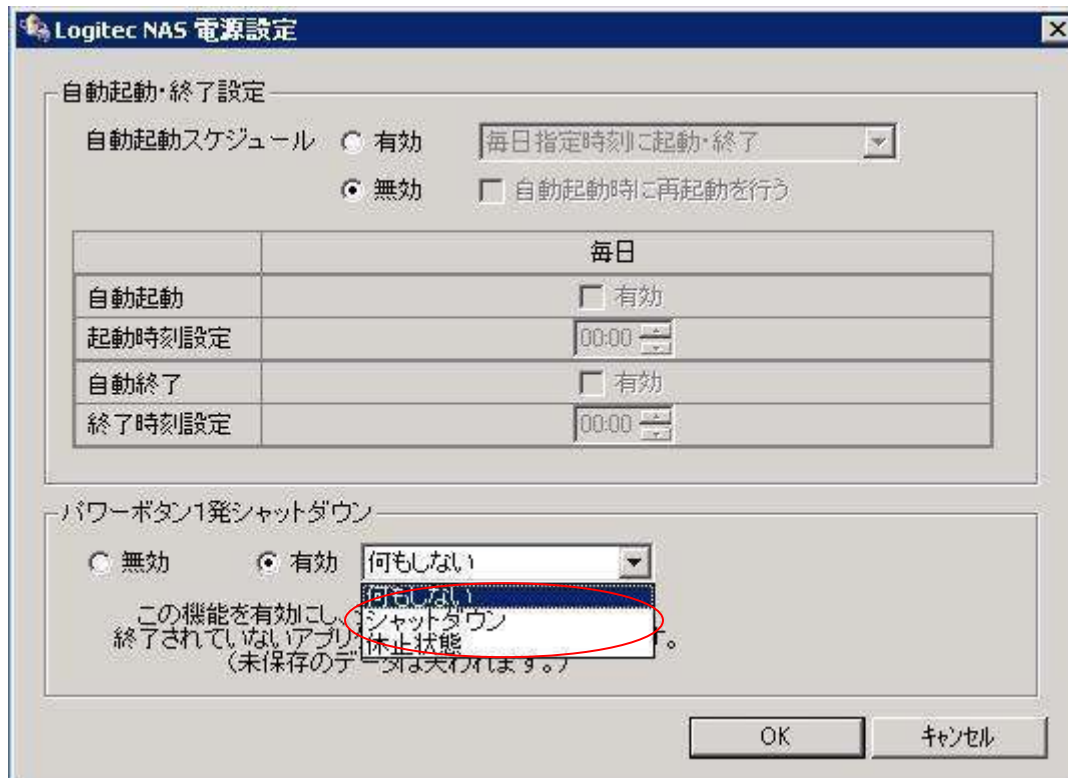 Logitec NAS 電源設定
自動起動・終了設定
自動起動スケジュール 有効 毎日指定時刻に起動・終了
無効 自動起動時に再起動を行う
毎日
自動起動 有効
起動時刻設定 00:00
自動終了 有効
終了時刻設定 00:00
パワーボタン1発シャットダウン
無効 有効 何もしない
何もしない
この機能を有効にし、 シャットダウン
終了されていないアプリ 休止状態 す。
(未保存のデータは失われます。)
OK キャンセル